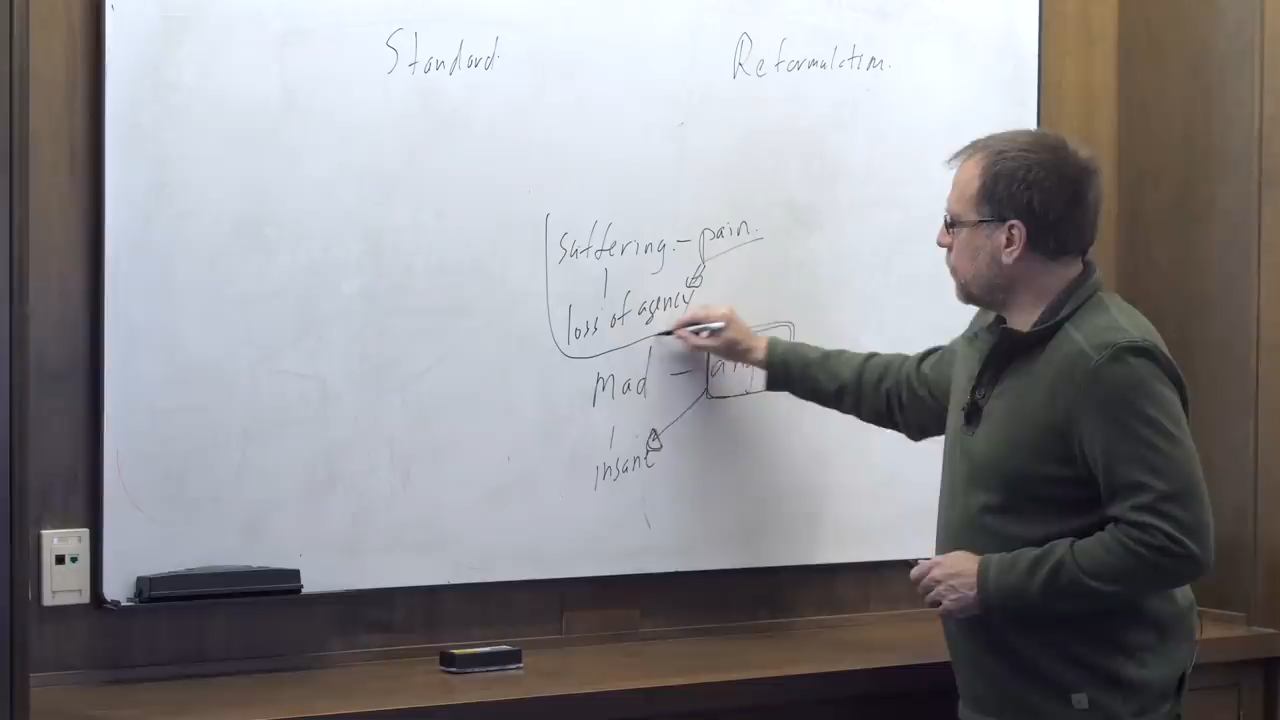 Standard.
Reformulation.
suffering. - pain.
loss of agency
mad -
insane